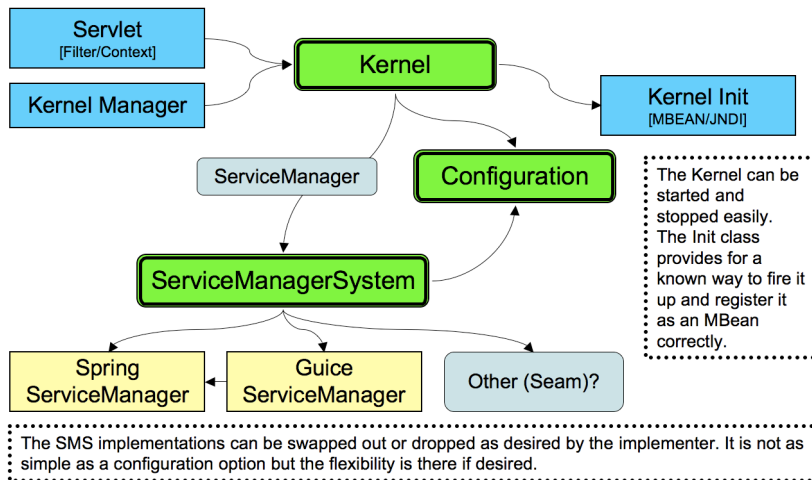 Servlet
[Filter/Context]
Kernel Manager
Kernel
Kernel Init
[MBEAN/JNDI]
ServiceManager
Configuration
The Kernel can be
started and
stopped easily.
The Init class
provides for a
known way to fire it
up and register it
as an MBean
correctly.
ServiceManagerSystem
Spring
ServiceManager
Guice
ServiceManager
Other (Seam)?
The SMS implementations can be swapped out or dropped as desired by the implementer. It is not as
simple as a configuration option but the flexibility is there if desired.